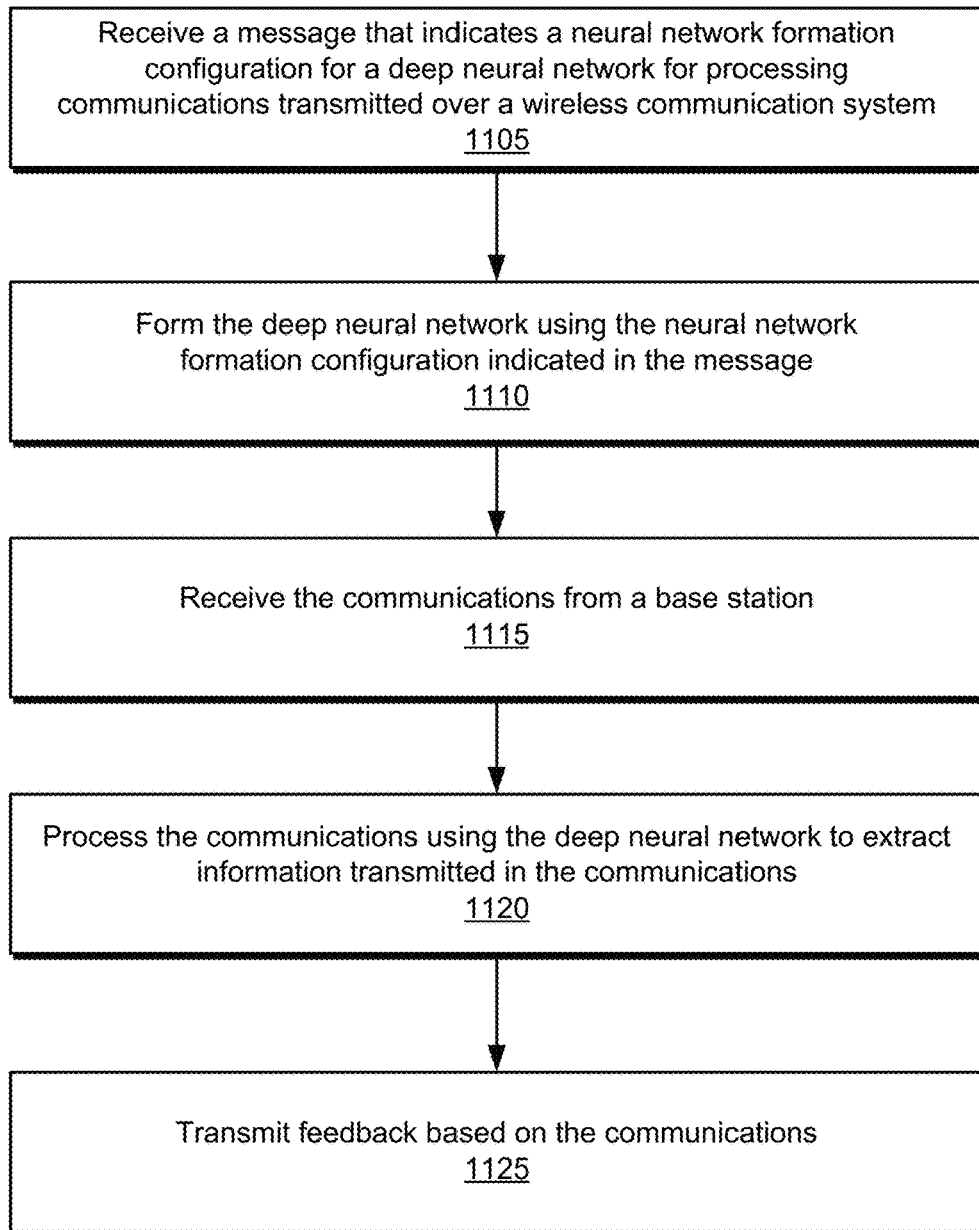 Receive a message that indicates a neural network formation
configuration for a deep neural network for processing
communications transmitted over a wireless communication system
1105
Form the deep neural network using the neural network
formation configuration indicated in the message
1110
Receive the communications from a base station
1115
Process the communications using the deep neural network to extract
information transmitted in the communications
1120
Transmit feedback based on the communications
1125